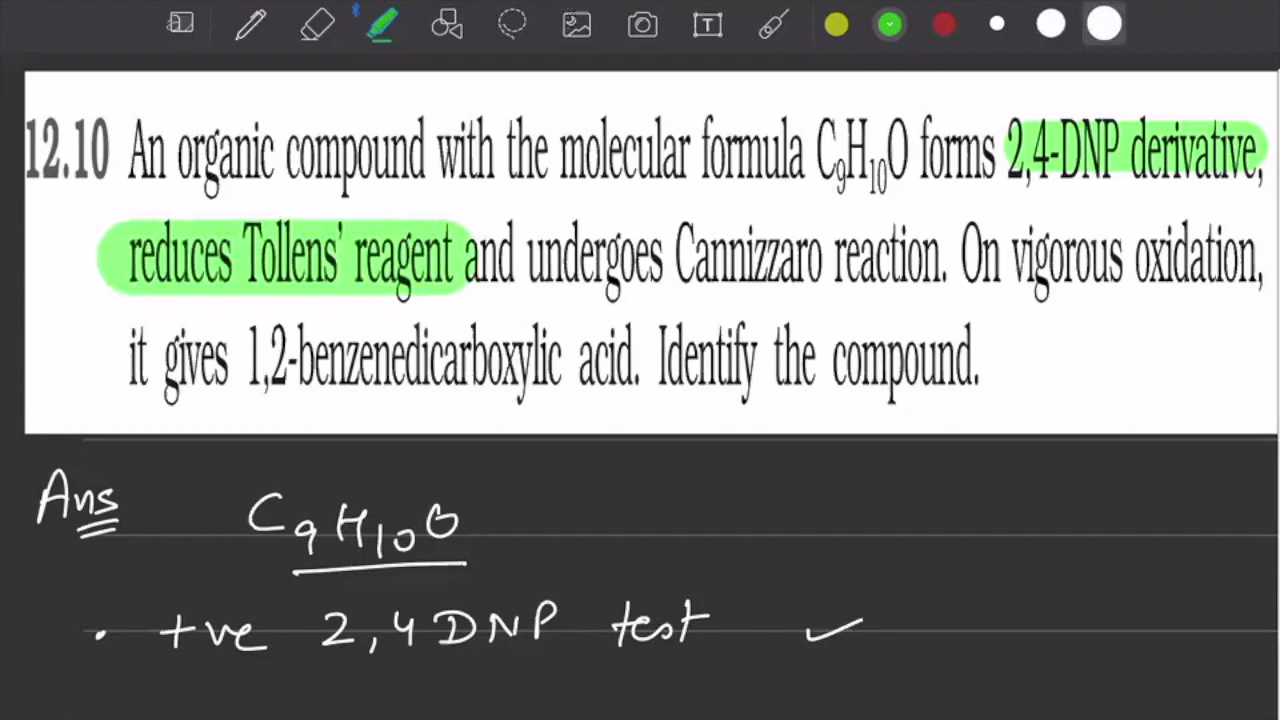 12.10 An organic compound with the molecular formula C₉H₁₀O forms 2,4-DNP derivative,
reduces Tollens’ reagent and undergoes Cannizzaro reaction. On vigorous oxidation,
it gives 1,2-benzenedicarboxylic acid. Identify the compound.
Ans C₉H₁₀O
• +ve 2,4 DNP test ✓